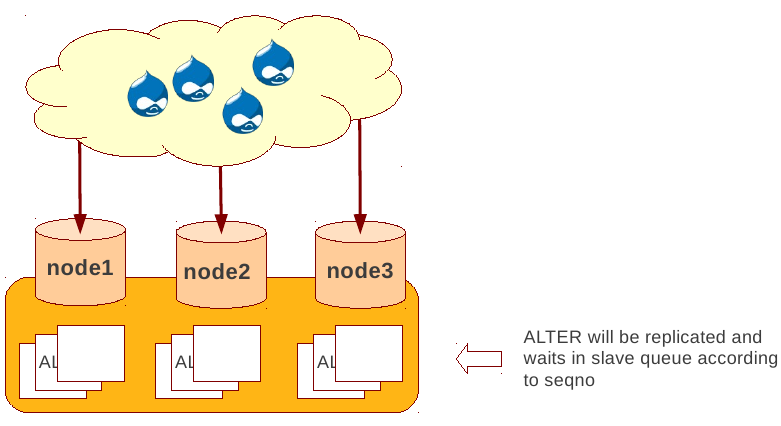 node1
node2
node3
AL
AL
AL
ALTER will be replicated and
waits in slave queue according
to seqno